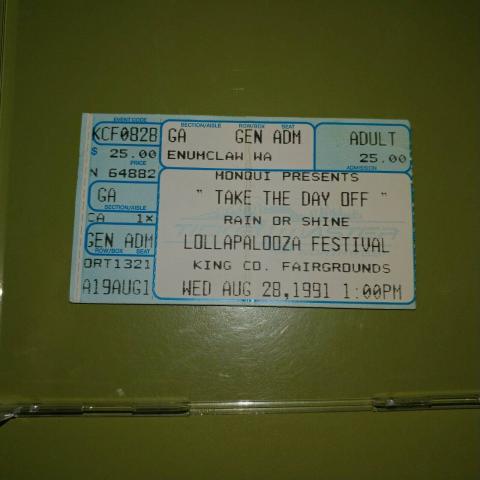 EVENT CODE
KCF0828
$ 25.00
PRICE
N 64882
GA
SECTION/AISLE
CA 1×
GEN ADM
ROW/BOX SEAT
ORT1321
A19AUG1
SECTION/AISLE ROW/BOX SEAT
GA GEN ADM
ENUMCLAW WA
ADULT
25.00
ADMISSION
MONQUI PRESENTS
" TAKE THE DAY OFF "
RAIN OR SHINE
LOLLAPALOOZA FESTIVAL
KING CO. FAIRGROUNDS
WED AUG 28,1991 1:00PM